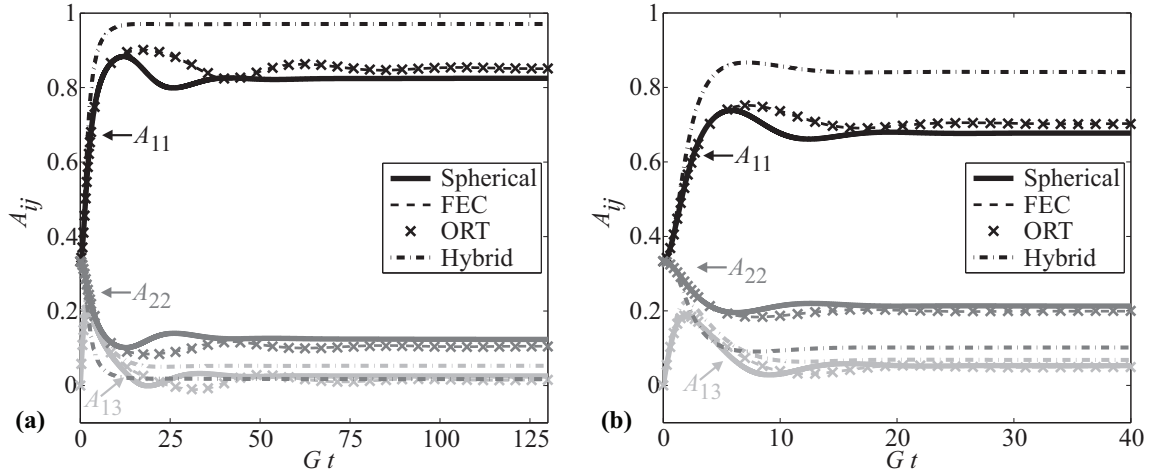 1
0.8
0.6
0.4
0.2
0
A_ij
A_11
A_22
A_13
Spherical
FEC
ORT
Hybrid
0 25 50 75 100 125
G t
(a)
1
0.8
0.6
0.4
0.2
0
A_ij
A_11
A_22
A_13
Spherical
FEC
ORT
Hybrid
0 10 20 30 40
G t
(b)